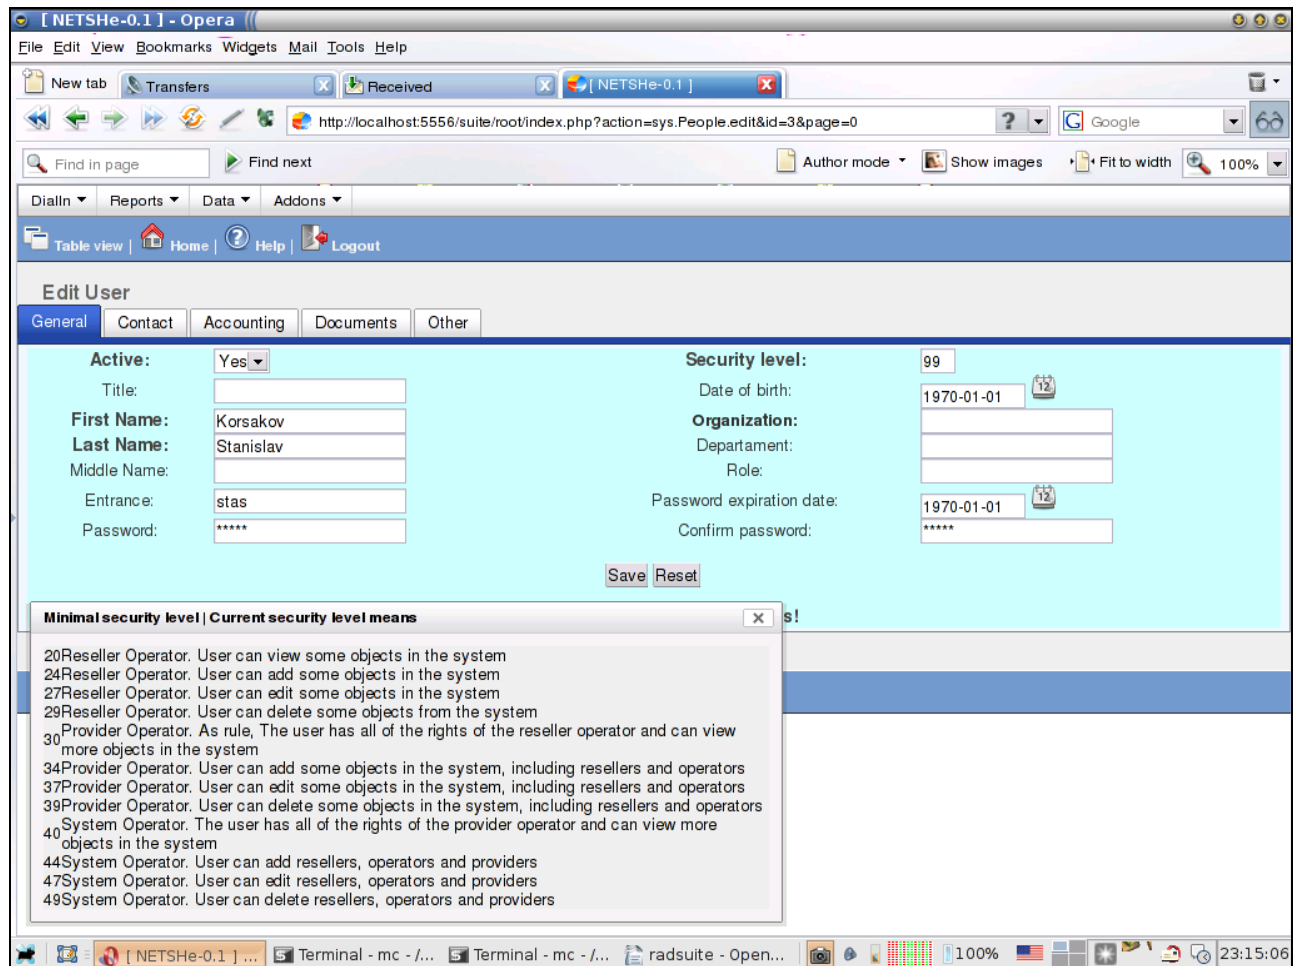 [ NETSHe-0.1 ] - Opera
File Edit View Bookmarks Widgets Mail Tools Help
New tab Transfers Received [ NETSHe-0.1 ]
http://localhost:5556/suite/root/index.php?action=sys.People.edit&id=3&page=0 ? G Google
Find in page Find next Author mode Show images Fit to width 100%
DialIn Reports Data Addons
Table view | Home | ? Help | Logout
Edit User
General Contact Accounting Documents Other
Active: Yes Security level: 99
Title: Date of birth: 1970-01-01 12
First Name: Korsakov Organization:
Last Name: Stanislav Departament:
Middle Name: Role:
Entrance: stas Password expiration date: 1970-01-01 12
Password: ***** Confirm password: *****
Save Reset
s!
Minimal security level | Current security level means
20Reseller Operator. User can view some objects in the system
24Reseller Operator. User can add some objects in the system
27Reseller Operator. User can edit some objects in the system
29Reseller Operator. User can delete some objects from the system
30Provider Operator. As rule, The user has all of the rights of the reseller operator and can view
more objects in the system
34Provider Operator. User can add some objects in the system, including resellers and operators
37Provider Operator. User can edit some objects in the system, including resellers and operators
39Provider Operator. User can delete some objects in the system, including resellers and operators
40System Operator. The user has all of the rights of the provider operator and can view more
objects in the system
44System Operator. User can add resellers, operators and providers
47System Operator. User can edit resellers, operators and providers
49System Operator. User can delete resellers, operators and providers
[ NETSHe-0.1 ] ... Terminal - mc - /... Terminal - mc - /... radsuite - Open... 100% 23:15:06